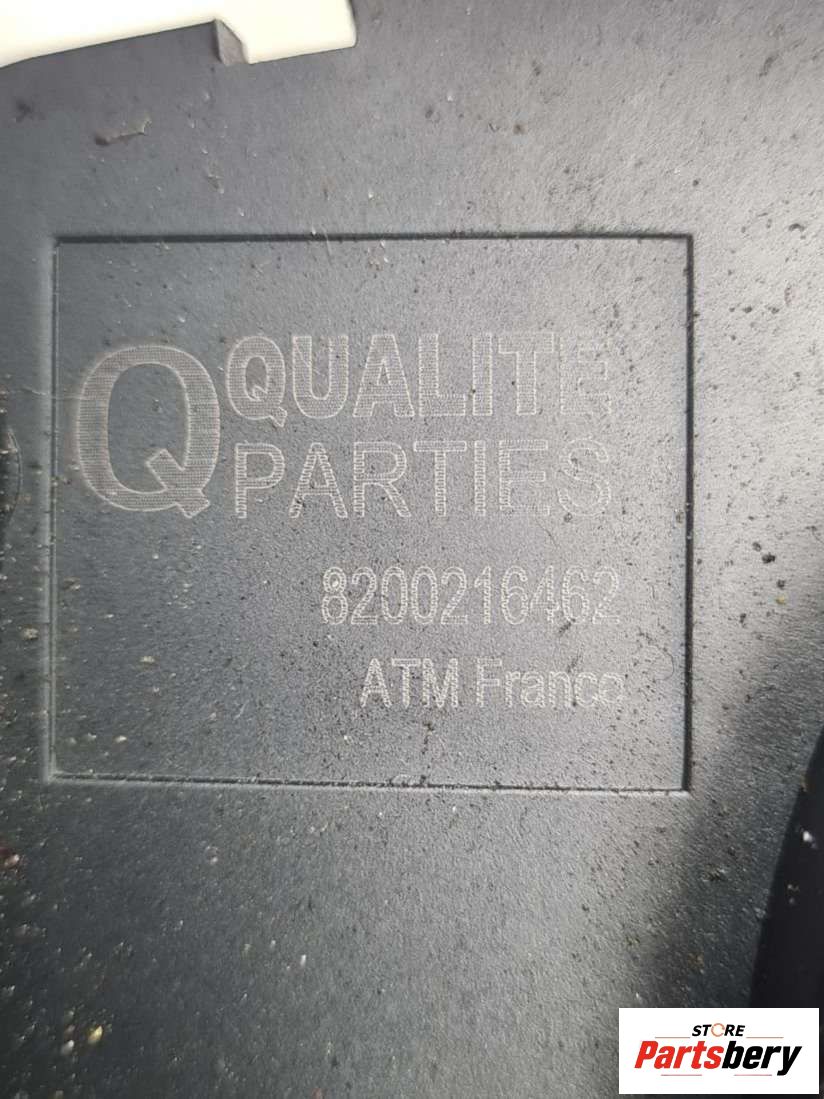 Q QUALITE
PARTIES
8200216462
ATM France
STORE
Partsbery